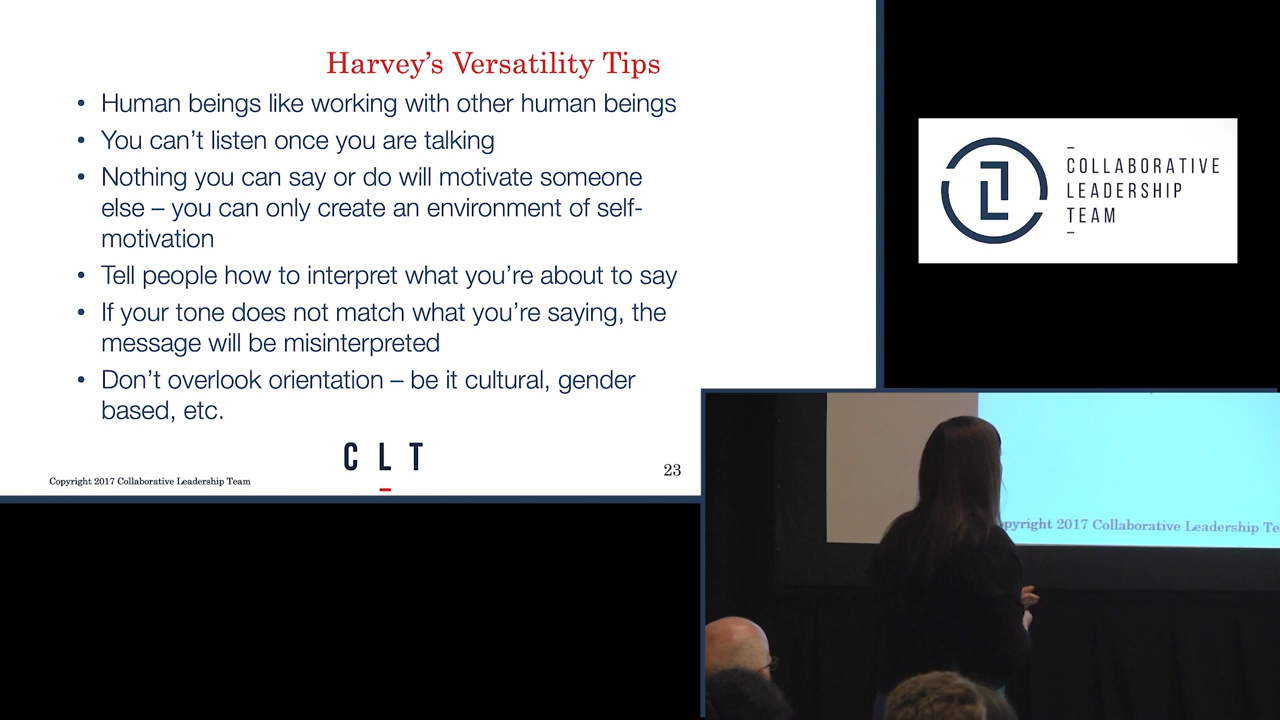 Harvey’s Versatility Tips
• Human beings like working with other human beings
• You can’t listen once you are talking
• Nothing you can say or do will motivate someone
else – you can only create an environment of self-
motivation
• Tell people how to interpret what you’re about to say
• If your tone does not match what you’re saying, the
message will be misinterpreted
• Don’t overlook orientation – be it cultural, gender
based, etc.
C L T
23
Copyright 2017 Collaborative Leadership Team
COLLABORATIVE
LEADERSHIP
TEAM
opyright 2017 Collaborative Leadership Te